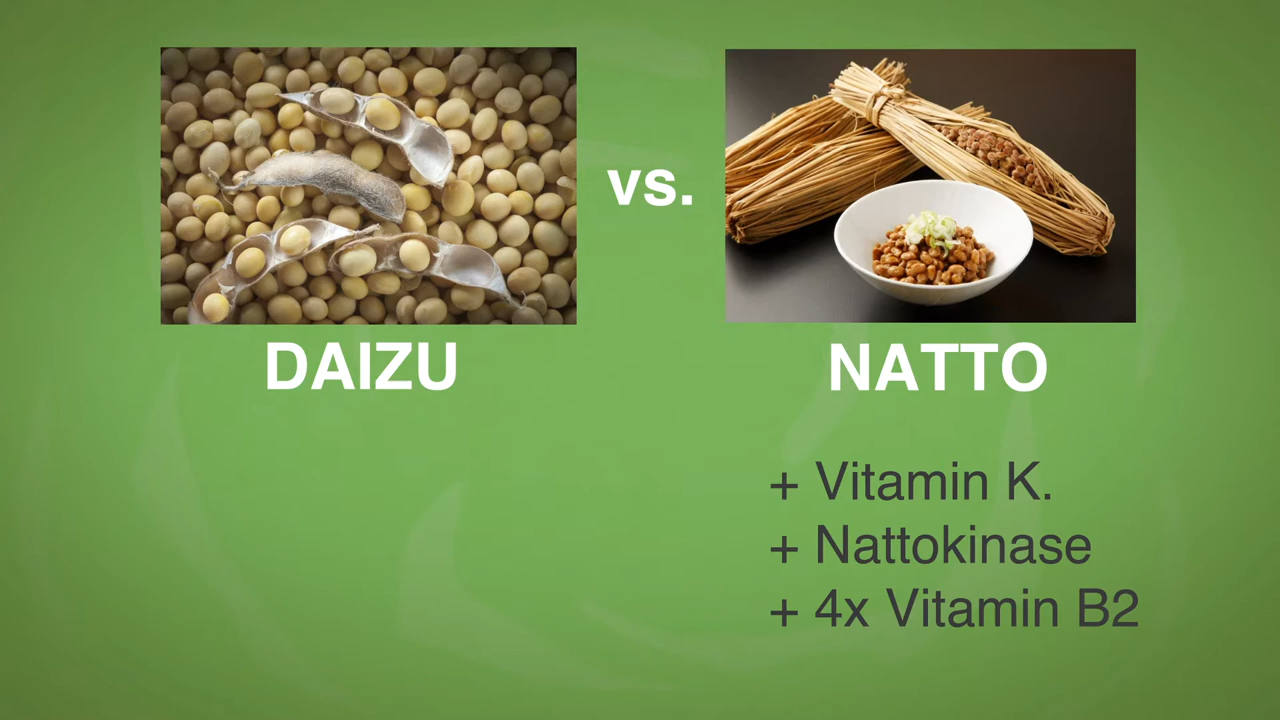 vs.
DAIZU
NATTO
+ Vitamin K.
+ Nattokinase
+ 4x Vitamin B2